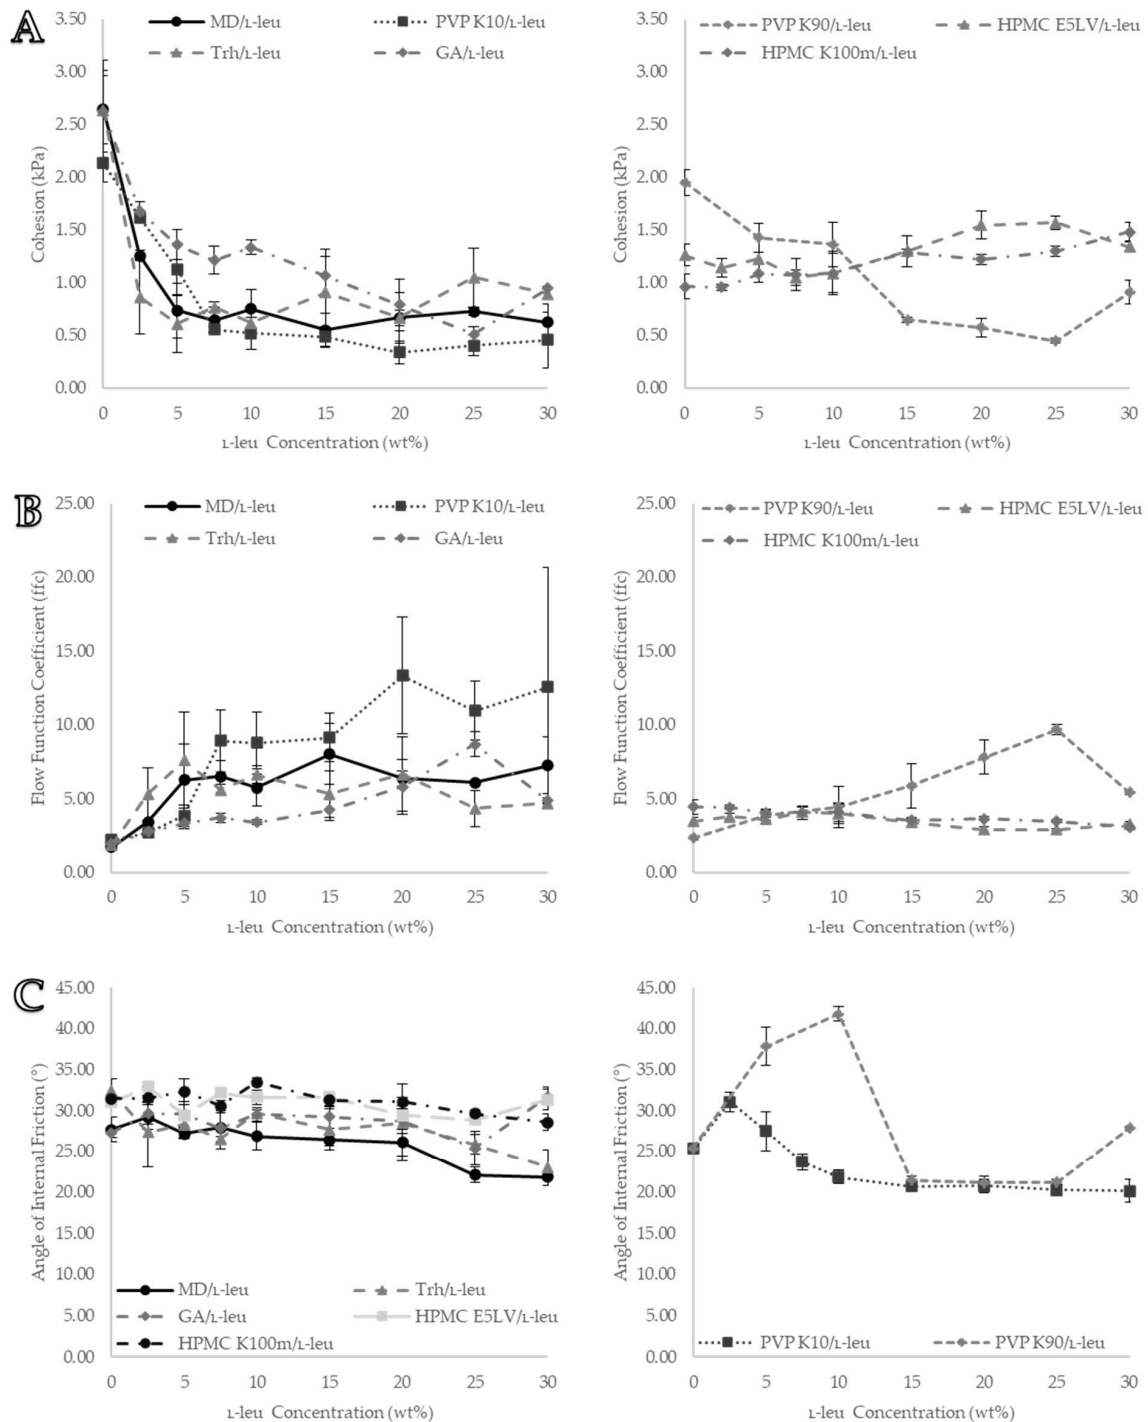 A
MD/ʟ-leu PVP K10/ʟ-leu
Trh/ʟ-leu GA/ʟ-leu
Cohesion (kPa)
3.50
3.00
2.50
2.00
1.50
1.00
0.50
0.00
0 5 10 15 20 25 30
ʟ-leu Concentration (wt%)
PVP K90/ʟ-leu HPMC E5LV/ʟ-leu
HPMC K100m/ʟ-leu
Cohesion (kPa)
3.50
3.00
2.50
2.00
1.50
1.00
0.50
0.00
0 5 10 15 20 25 30
ʟ-leu Concentration (wt%)
B
MD/ʟ-leu PVP K10/ʟ-leu
Trh/ʟ-leu GA/ʟ-leu
Flow Function Coefficient (ffc)
25.00
20.00
15.00
10.00
5.00
0.00
0 5 10 15 20 25 30
ʟ-leu Concentration (wt%)
PVP K90/ʟ-leu HPMC E5LV/ʟ-leu
HPMC K100m/ʟ-leu
Flow Function Coefficient (ffc)
25.00
20.00
15.00
10.00
5.00
0.00
0 5 10 15 20 25 30
ʟ-leu Concentration (wt%)
C
Angle of Internal Friction (°)
45.00
40.00
35.00
30.00
25.00
20.00
15.00
10.00
5.00
0.00
MD/ʟ-leu Trh/ʟ-leu
GA/ʟ-leu HPMC E5LV/ʟ-leu
HPMC K100m/ʟ-leu
0 5 10 15 20 25 30
ʟ-leu Concentration (wt%)
Angle of Internal Friction (°)
45.00
40.00
35.00
30.00
25.00
20.00
15.00
10.00
5.00
0.00
PVP K10/ʟ-leu PVP K90/ʟ-leu
0 5 10 15 20 25 30
ʟ-leu Concentration (wt%)